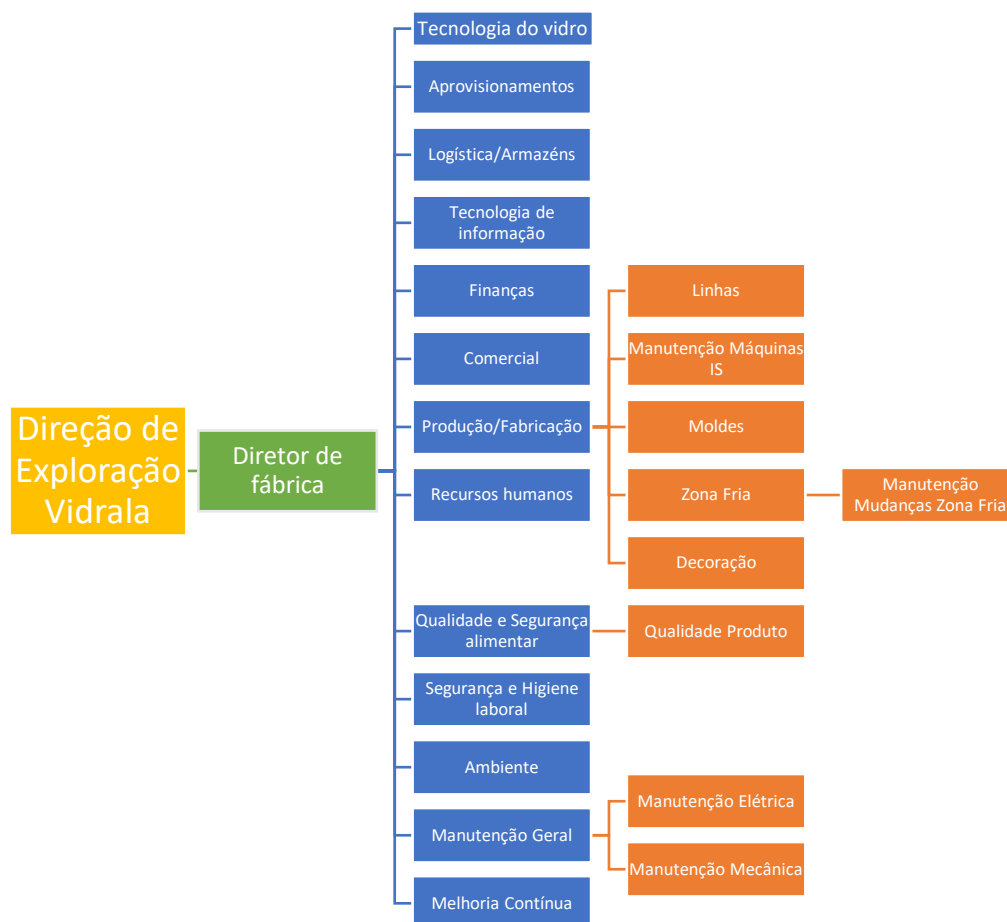 Direção de
Exploração
Vidrala
Diretor de
fábrica
Tecnologia do vidro
Aprovisionamentos
Logística/Armazéns
Tecnologia de
informação
Finanças
Comercial
Produção/Fabricação
Linhas
Manutenção Máquinas
IS
Moldes
Zona Fria
Manutenção
Mudanças Zona Fria
Decoração
Recursos humanos
Qualidade e Segurança
alimentar
Qualidade Produto
Segurança e Higiene
laboral
Ambiente
Manutenção Geral
Manutenção Elétrica
Manutenção Mecânica
Melhoria Contínua